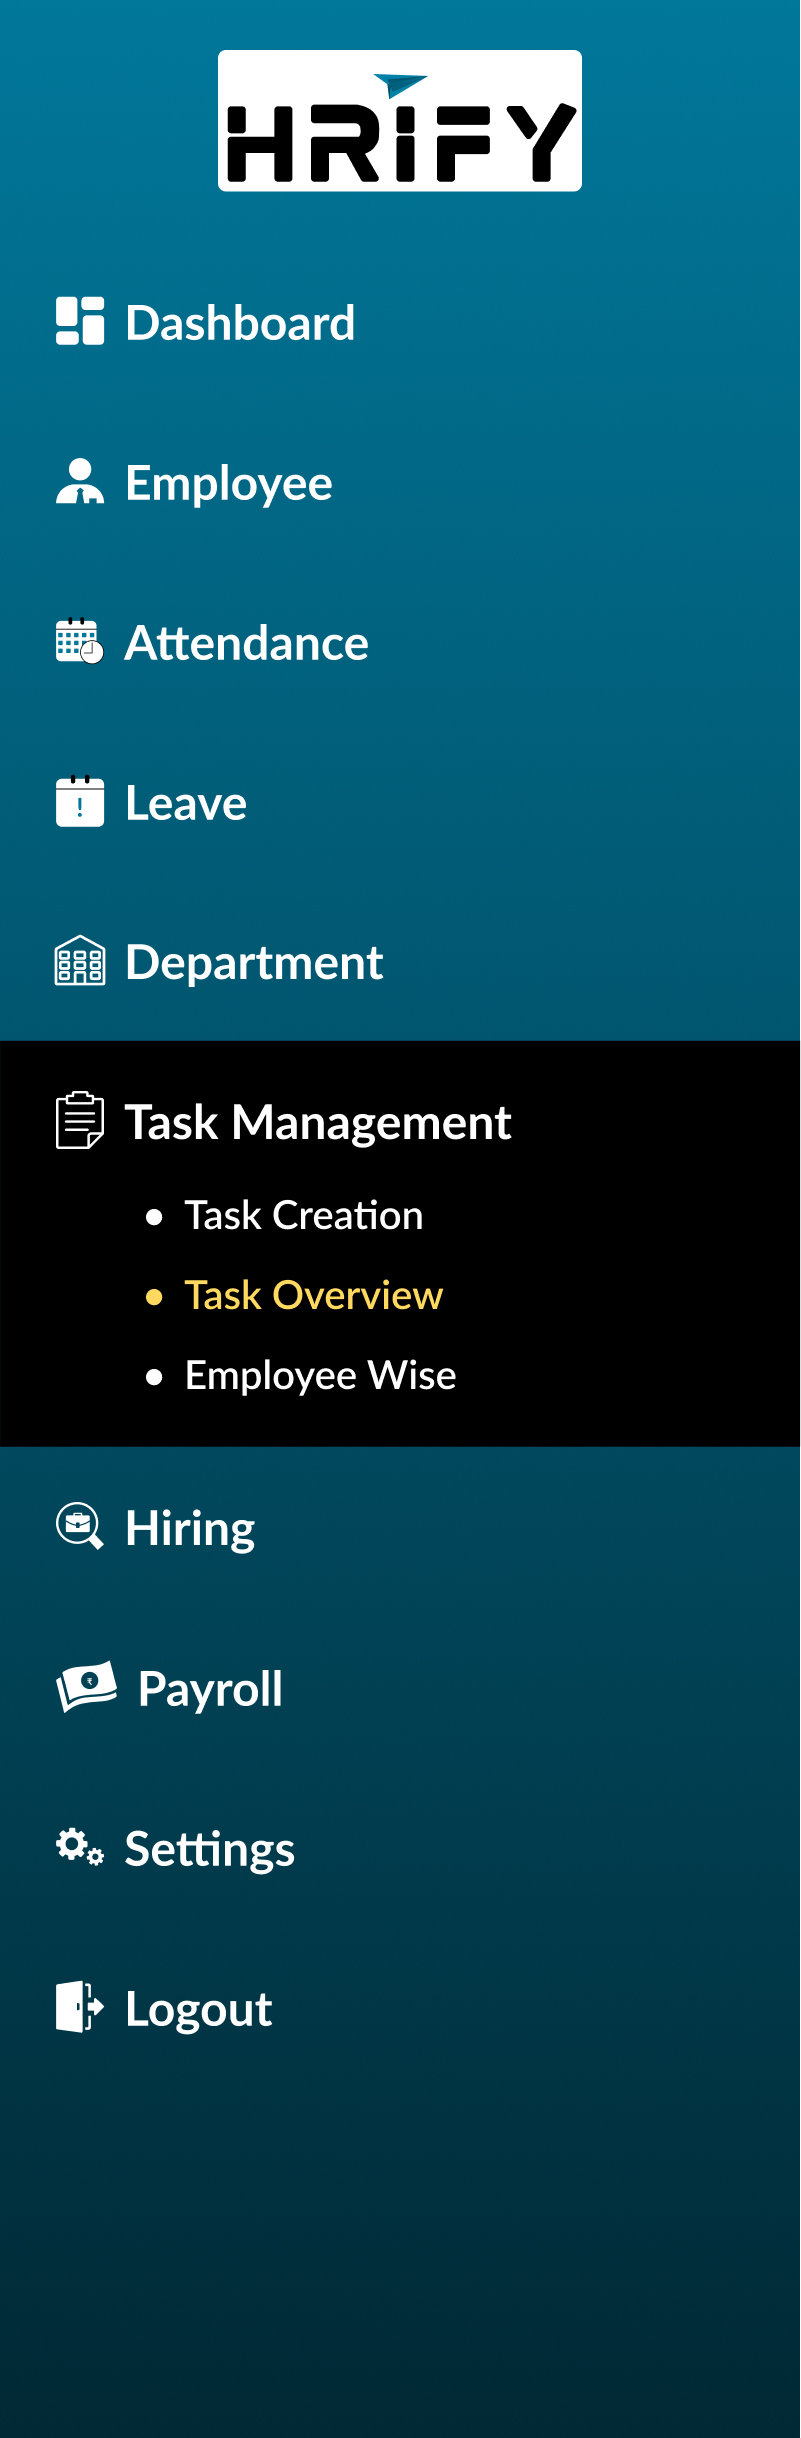 HRIFY
Dashboard
Employee
Attendance
!
Leave
Department
Task Management
• Task Creation
• Task Overview
• Employee Wise
Hiring
₹
Payroll
Settings
Logout